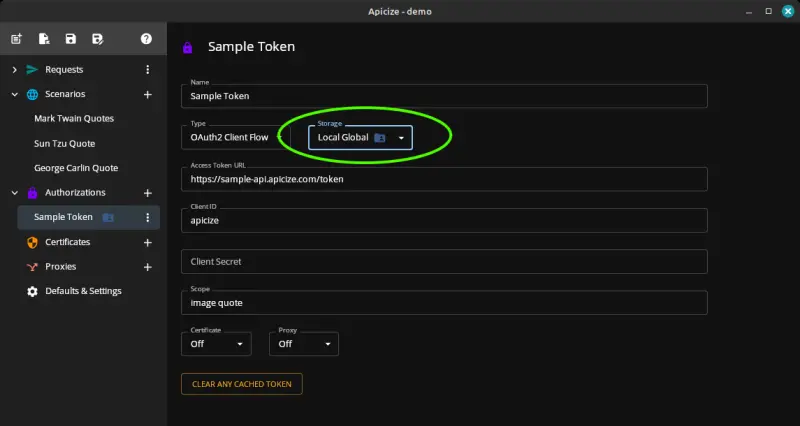 Apicize - demo
Requests
Scenarios
Mark Twain Quotes
Sun Tzu Quote
George Carlin Quote
Authorizations
Sample Token
Certificates
Proxies
Defaults & Settings
Sample Token
Name
Sample Token
Type
OAuth2 Client Flow
Storage
Local Global
Access Token URL
https://sample-api.apicize.com/token
Client ID
apicize
Client Secret
Scope
image quote
Certificate
Off
Proxy
Off
CLEAR ANY CACHED TOKEN